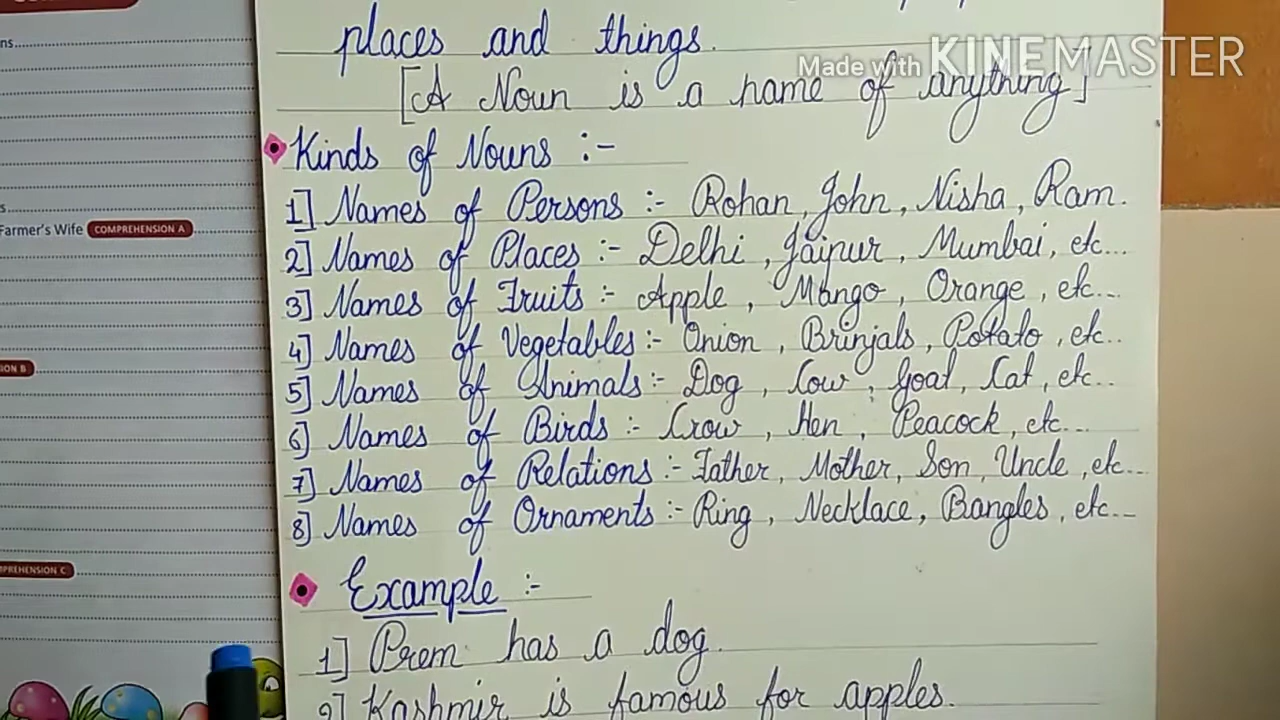 places and things.
Made with KINEMASTER
[A Noun is a name of anything]
Kinds of Nouns :-
1] Names of Persons :- Rohan, John, Nisha, Ram.
2] Names of Places :- Delhi, Jaipur, Mumbai, etc...
3] Names of Fruits :- Apple, Mango, Orange, etc...
4] Names of Vegetables :- Onion, Brinjals, Potato, etc..
5] Names of Animals :- Dog, Cow, Goat, Cat, etc..
6] Names of Birds :- Crow, Hen, Peacock, etc...
7] Names of Relations :- Father, Mother, Son, Uncle, etc...
8] Names of Ornaments :- Ring, Necklace, Bangles, etc...
Example :-
1] Prem has a dog.
2] Kashmir is famous for apples.
Farmer's Wife COMPREHENSION A